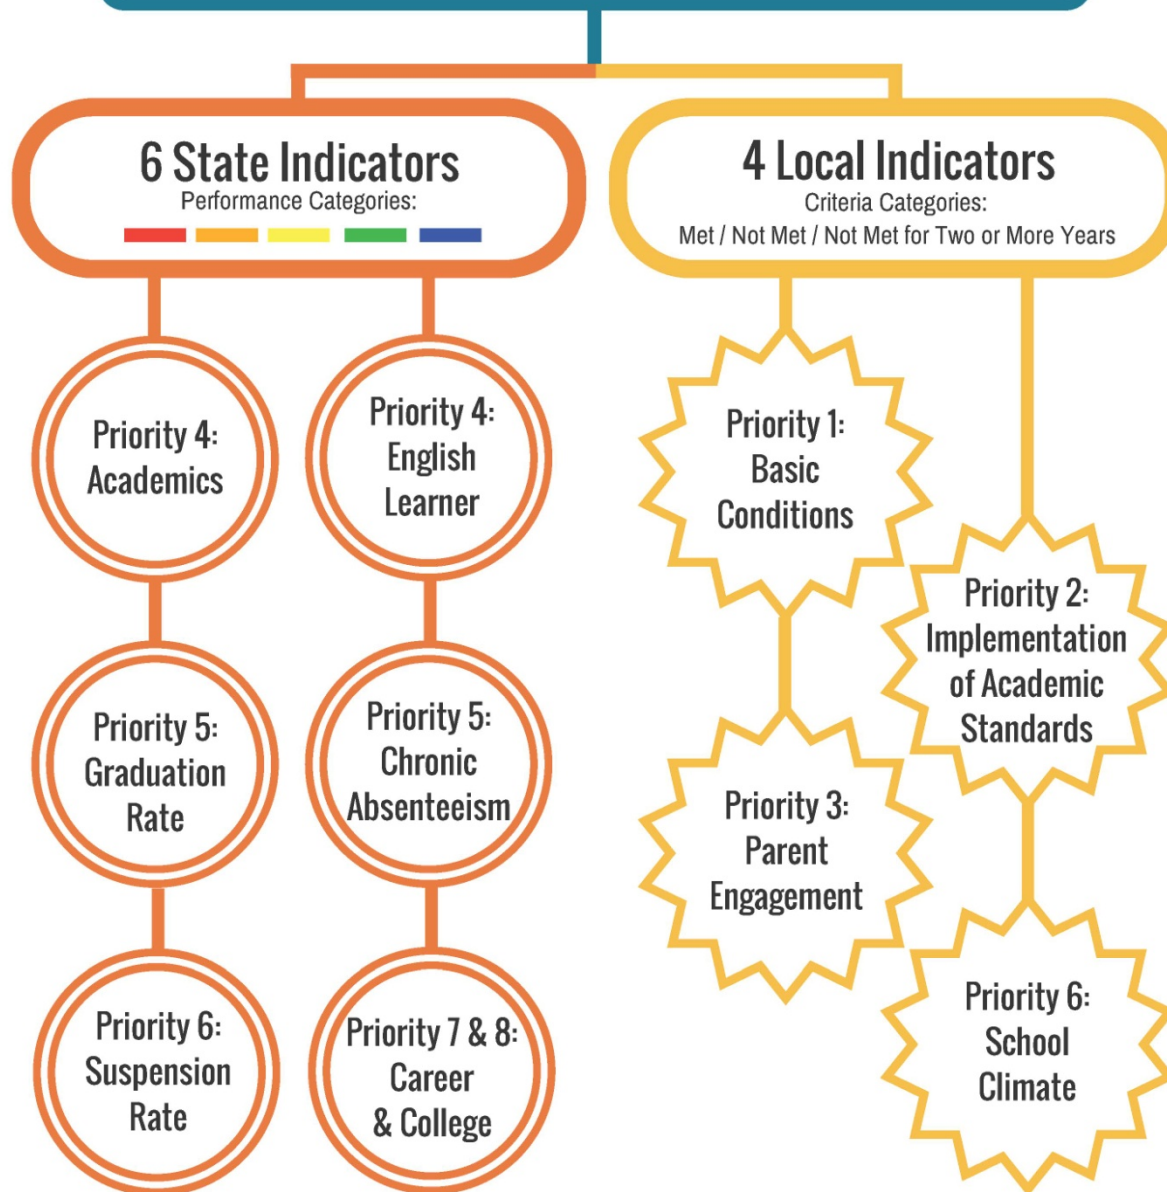 6 State Indicators
Performance Categories:
4 Local Indicators
Criteria Categories:
Met / Not Met / Not Met for Two or More Years
Priority 4:
Academics
Priority 4:
English
Learner
Priority 5:
Graduation
Rate
Priority 5:
Chronic
Absenteeism
Priority 6:
Suspension
Rate
Priority 7 & 8:
Career
& College
Priority 1:
Basic
Conditions
Priority 2:
Implementation
of Academic
Standards
Priority 3:
Parent
Engagement
Priority 6:
School
Climate